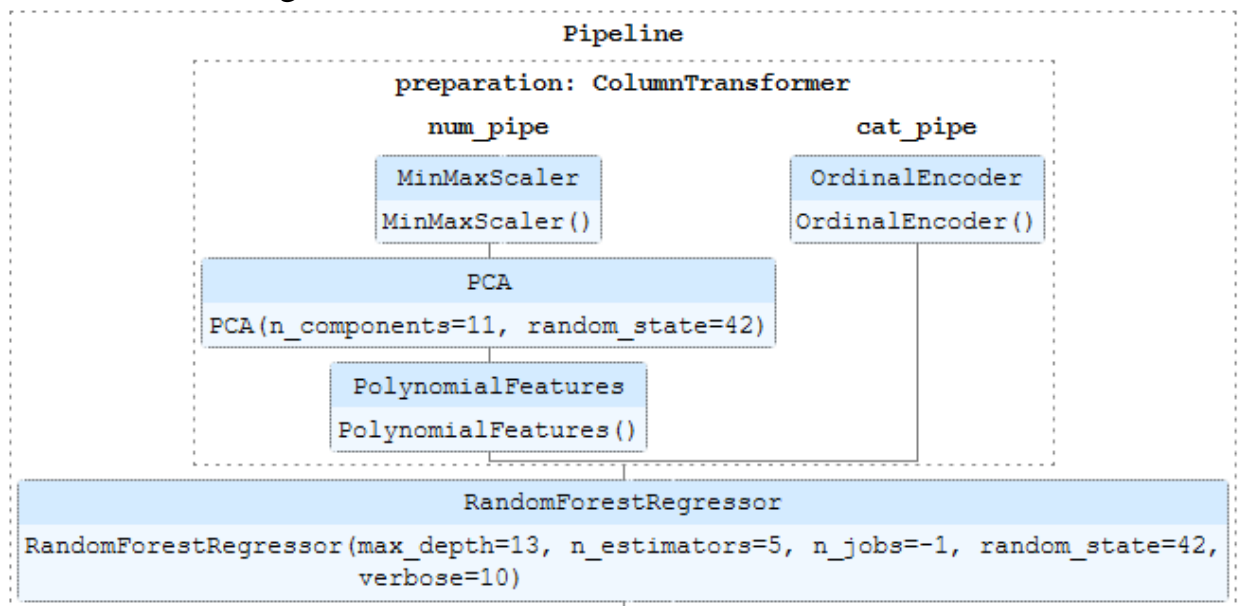 Pipeline
preparation: ColumnTransformer
num_pipe
cat_pipe
MinMaxScaler
OrdinalEncoder
MinMaxScaler()
OrdinalEncoder()
PCA
PCA(n_components=11, random_state=42)
PolynomialFeatures
PolynomialFeatures()
RandomForestRegressor
RandomForestRegressor(max_depth=13, n_estimators=5, n_jobs=-1, random_state=42,
verbose=10)